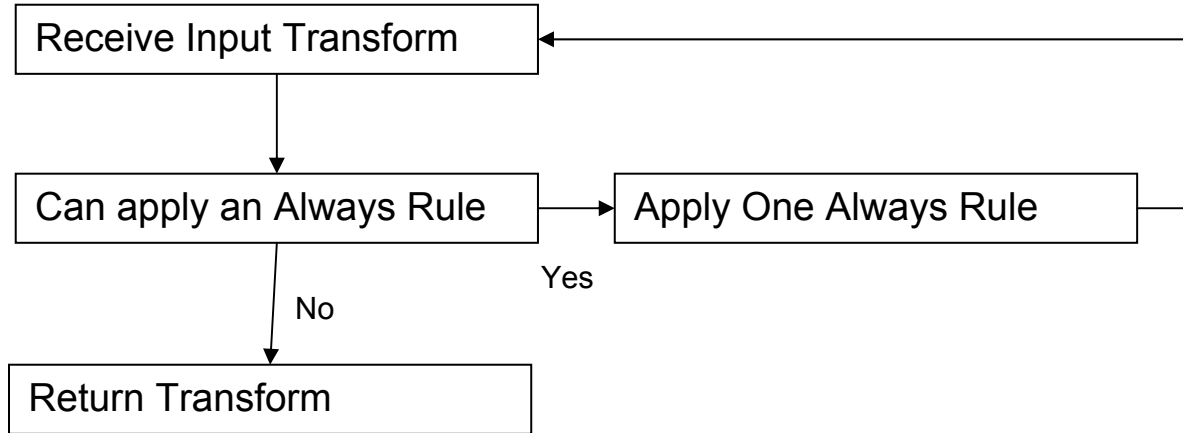 Receive Input Transform
Can apply an Always Rule
Apply One Always Rule
Yes
No
Return Transform